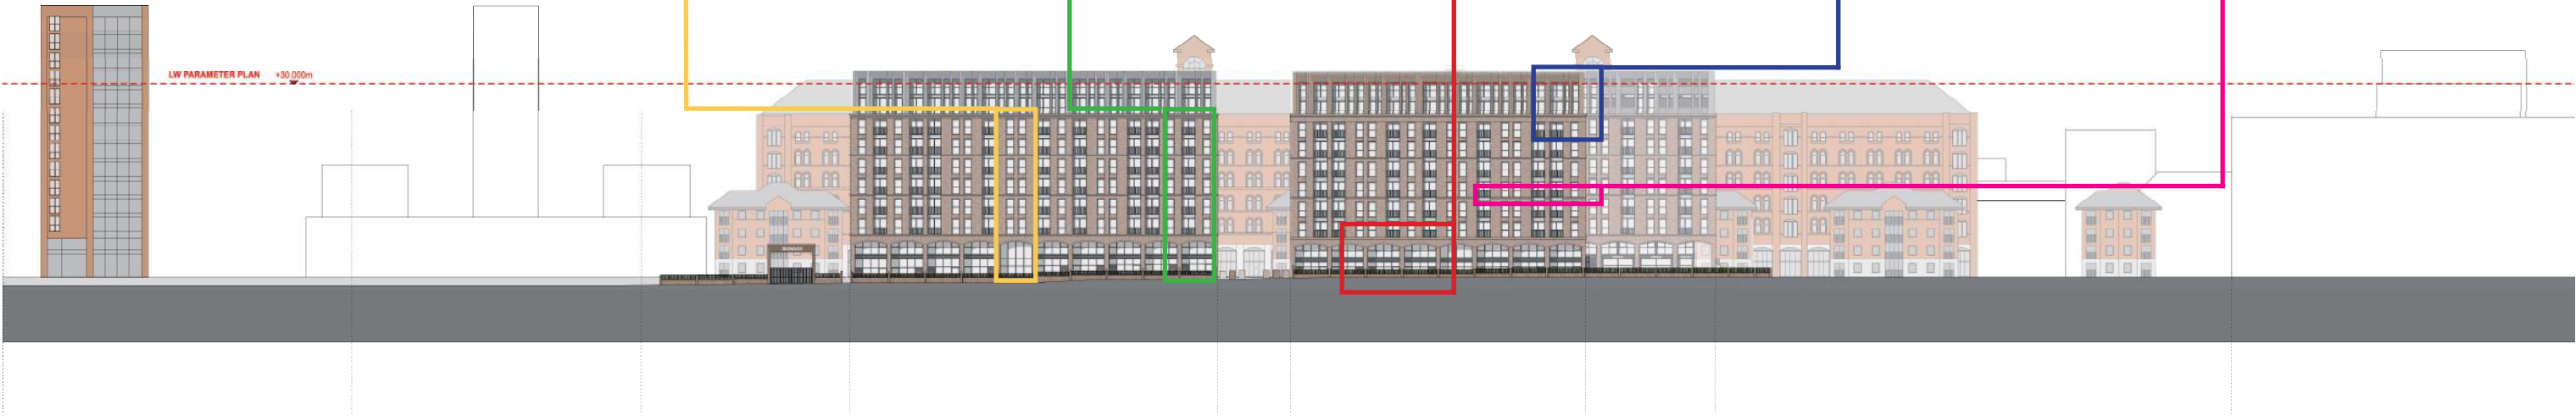 LW PARAMETER PLAN +30.000m